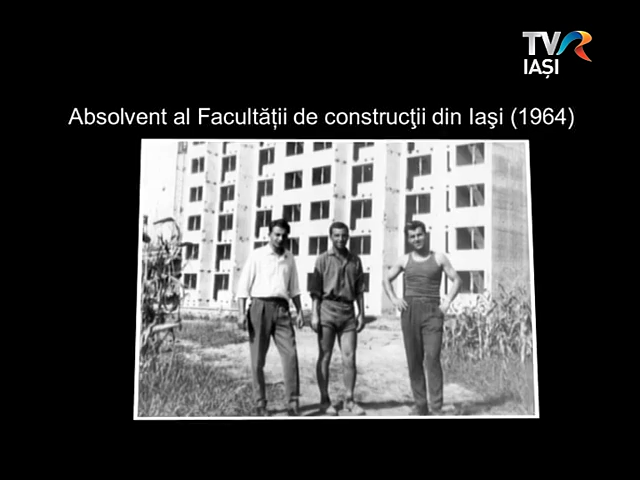 TVR
IAȘI
Absolvent al Facultății de construcţii din Iaşi (1964)